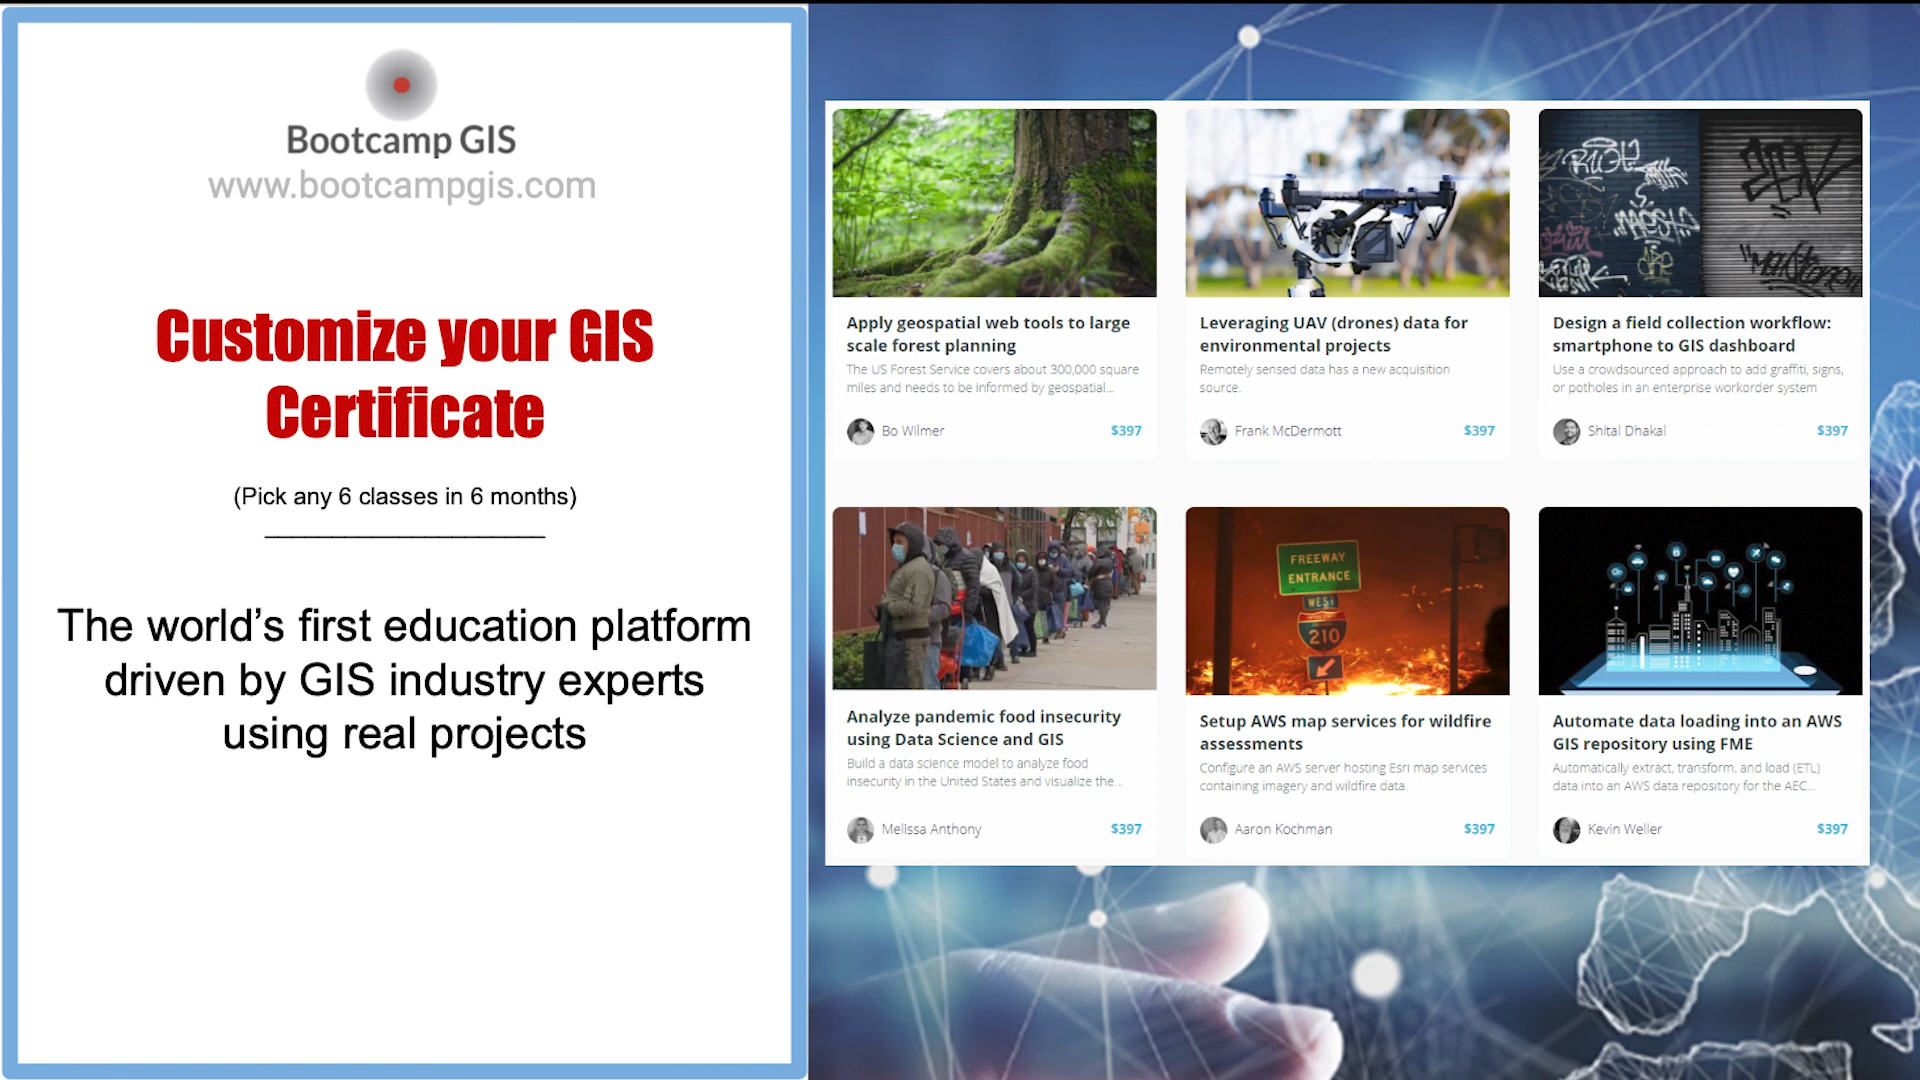 Bootcamp GIS
www.bootcampgis.com
Customize your GIS
Certificate
(Pick any 6 classes in 6 months)
The world’s first education platform
driven by GIS industry experts
using real projects
Apply geospatial web tools to large
scale forest planning
The US Forest Service covers about 300,000 square
miles and needs to be informed by geospatial...
Bo Wilmer
$397
Leveraging UAV (drones) data for
environmental projects
Remotely sensed data has a new acquisition
source.
Frank McDermott
$397
Design a field collection workflow:
smartphone to GIS dashboard
Use a crowdsourced approach to add graffiti, signs,
or potholes in an enterprise workorder system
Shital Dhakal
$397
Analyze pandemic food insecurity
using Data Science and GIS
Build a data science model to analyze food
insecurity in the United States and visualize the...
Melissa Anthony
$397
FREEWAY
ENTRANCE
WEST
210
Setup AWS map services for wildfire
assessments
Configure an AWS server hosting Esri map services
containing imagery and wildfire data.
Aaron Kochman
$397
Automate data loading into an AWS
GIS repository using FME
Automatically extract, transform, and load (ETL)
data into an AWS data repository for the AEC...
Kevin Weller
$397